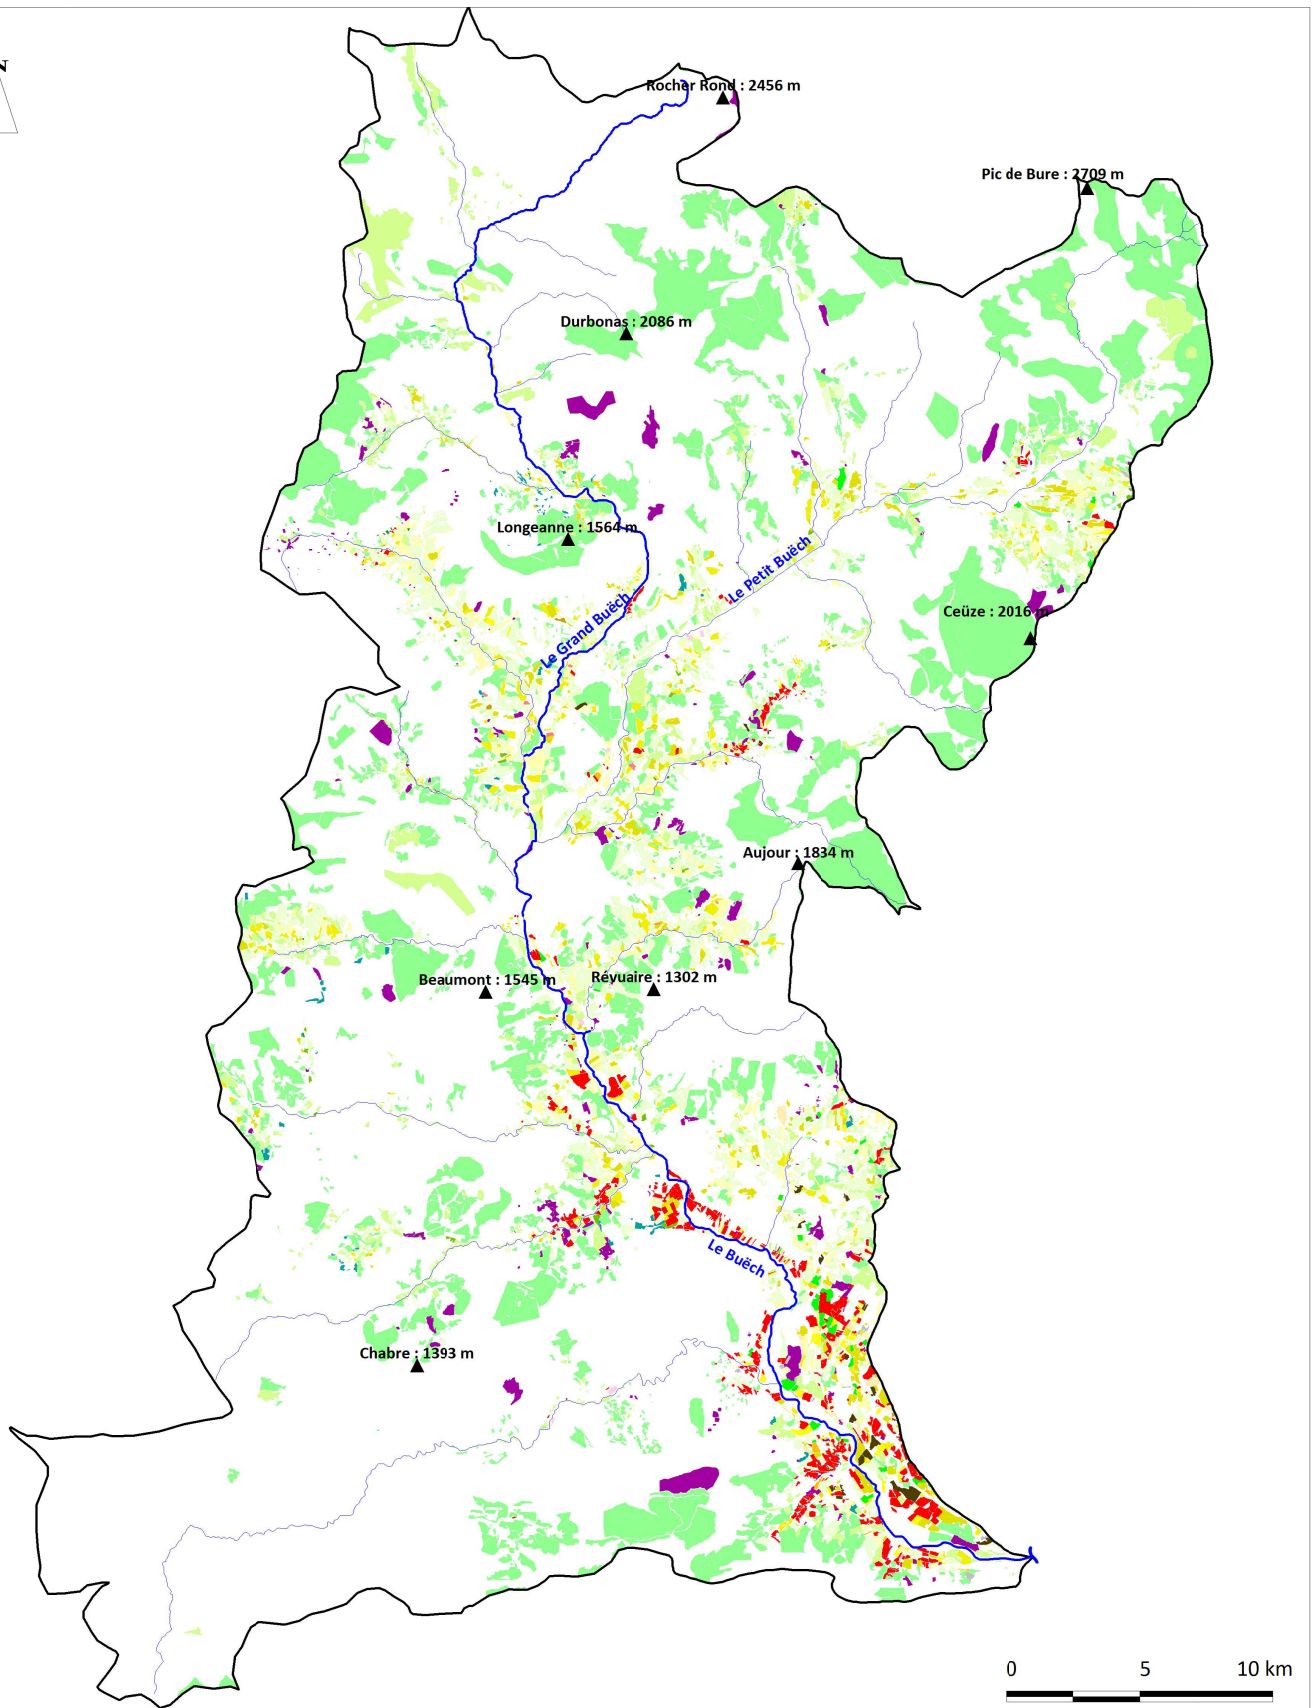 N
Rocher Rond : 2456 m
Pic de Bure : 2709 m
Durbonas : 2086 m
Longeanne : 1564 m
Le Petit Buëch
Le Grand Buëch
Ceüze : 2016 m
Aujour : 1834 m
Beaumont : 1545 m
Révuaire : 1302 m
Le Buëch
Chabre : 1393 m
0 5 10 km